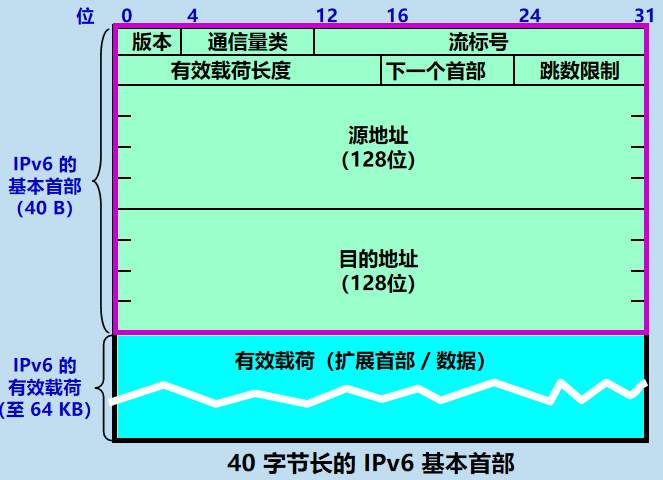 位 0 4 12 16 24 31
版本 通信量类 流标号
有效载荷长度 下一个首部 跳数限制
源地址
（128位）
IPv6 的
基本首部
（40 B）
目的地址
（128位）
IPv6 的
有效载荷
（至 64 KB）
有效载荷（扩展首部 / 数据）
40 字节长的 IPv6 基本首部